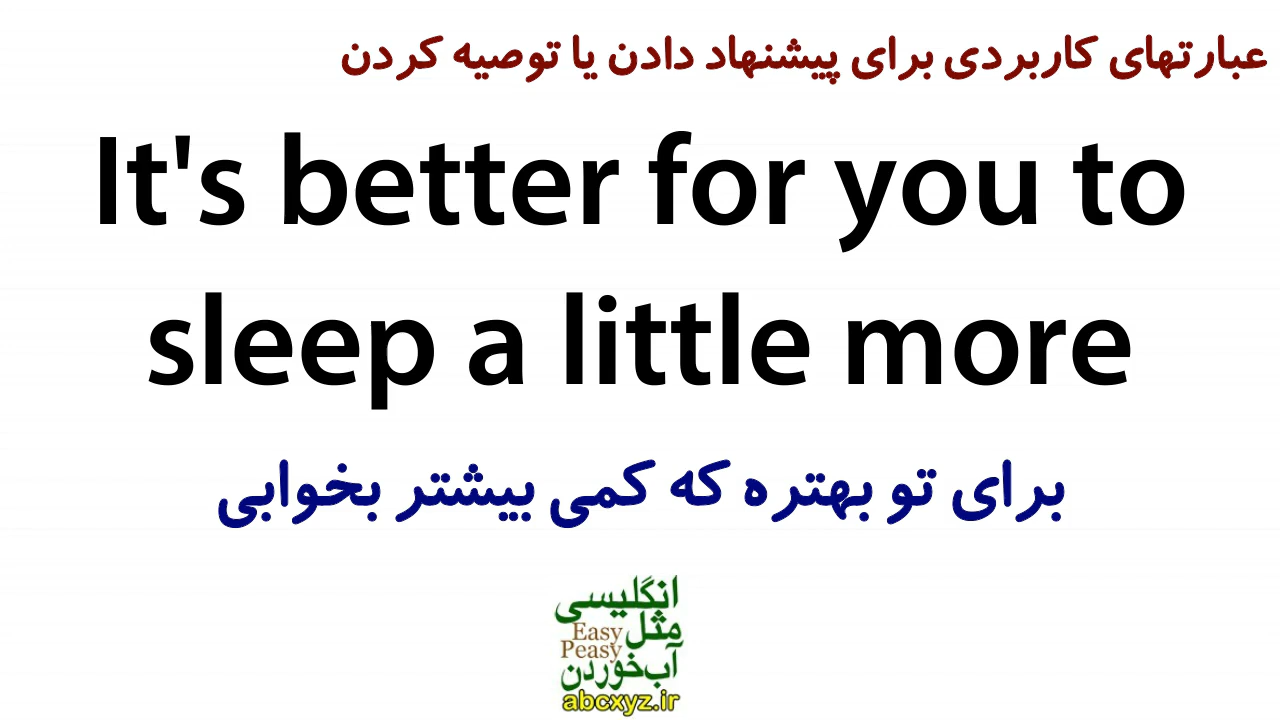 عبارتهای کاربردی برای پیشنهاد دادن یا توصیه کردن
It's better for you to
sleep a little more
برای تو بهتره که کمی بیشتر بخوابی
انگلیسی
مثل
Easy
Peasy
آب‌خوردن
abcxyz.ir